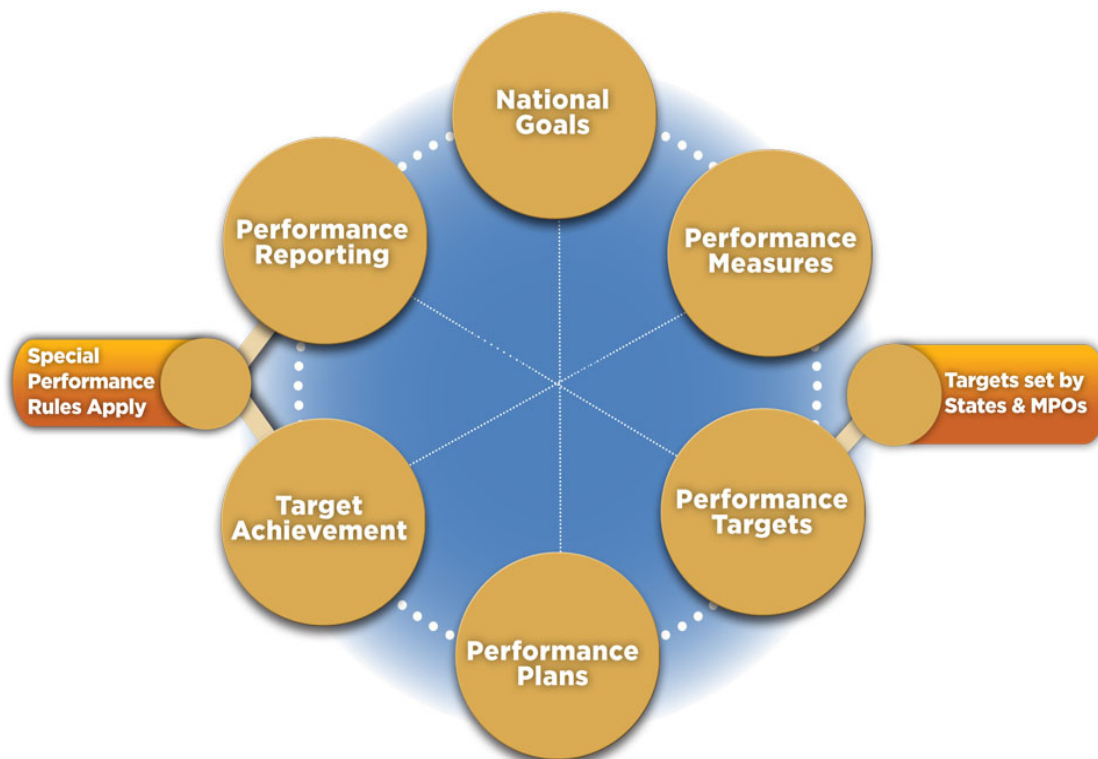 National
Goals
Performance
Reporting
Performance
Measures
Special
Performance
Rules Apply
Targets set by
States & MPOs
Target
Achievement
Performance
Targets
Performance
Plans